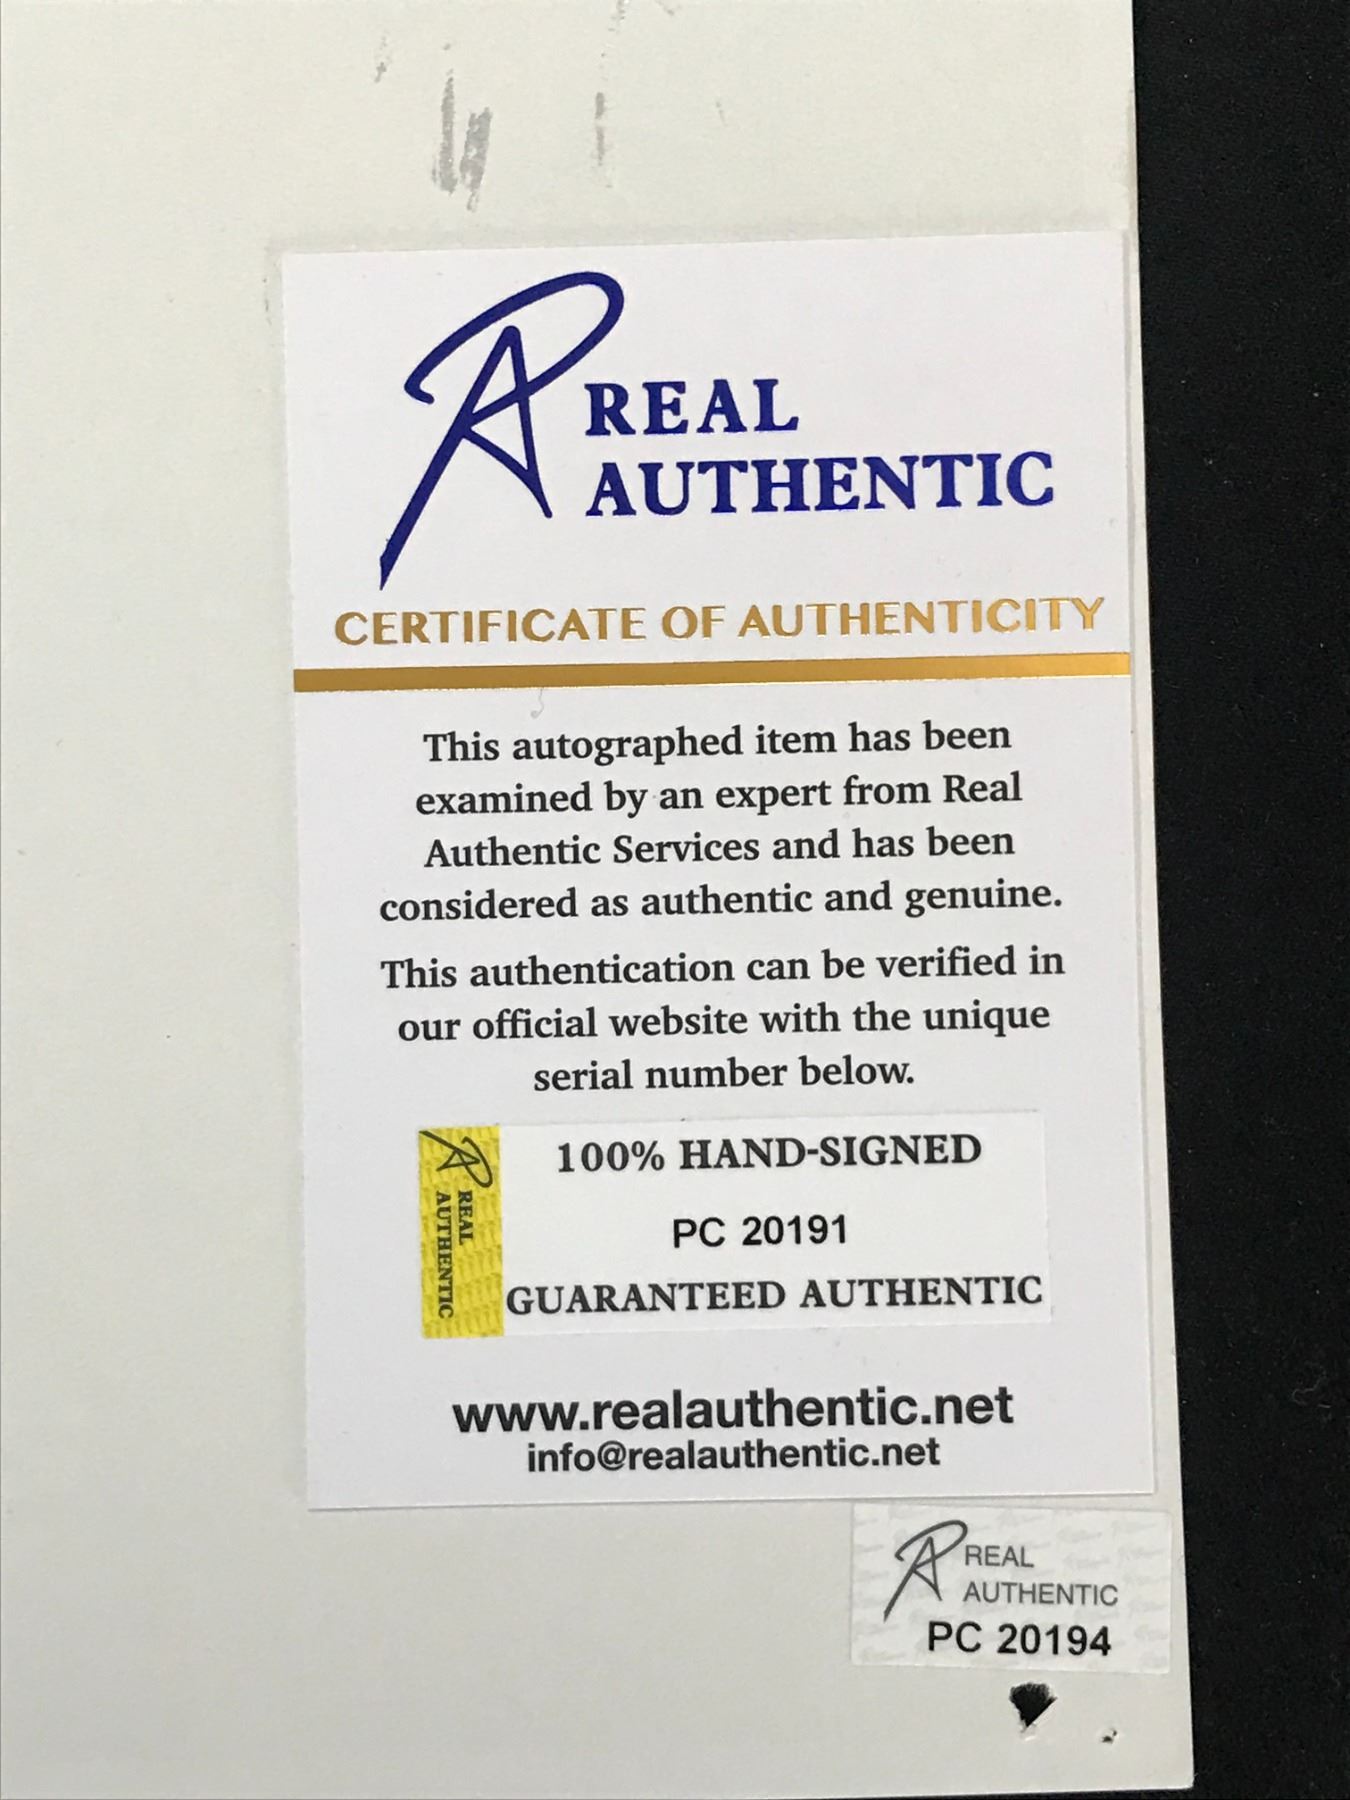 REAL
AUTHENTIC
CERTIFICATE OF AUTHENTICITY
This autographed item has been
examined by an expert from Real
Authentic Services and has been
considered as authentic and genuine.
This authentication can be verified in
our official website with the unique
serial number below.
REAL
AUTHENTIC
100% HAND-SIGNED
PC 20191
GUARANTEED AUTHENTIC
www.realauthentic.net
info@realauthentic.net
REAL
AUTHENTIC
PC 20194